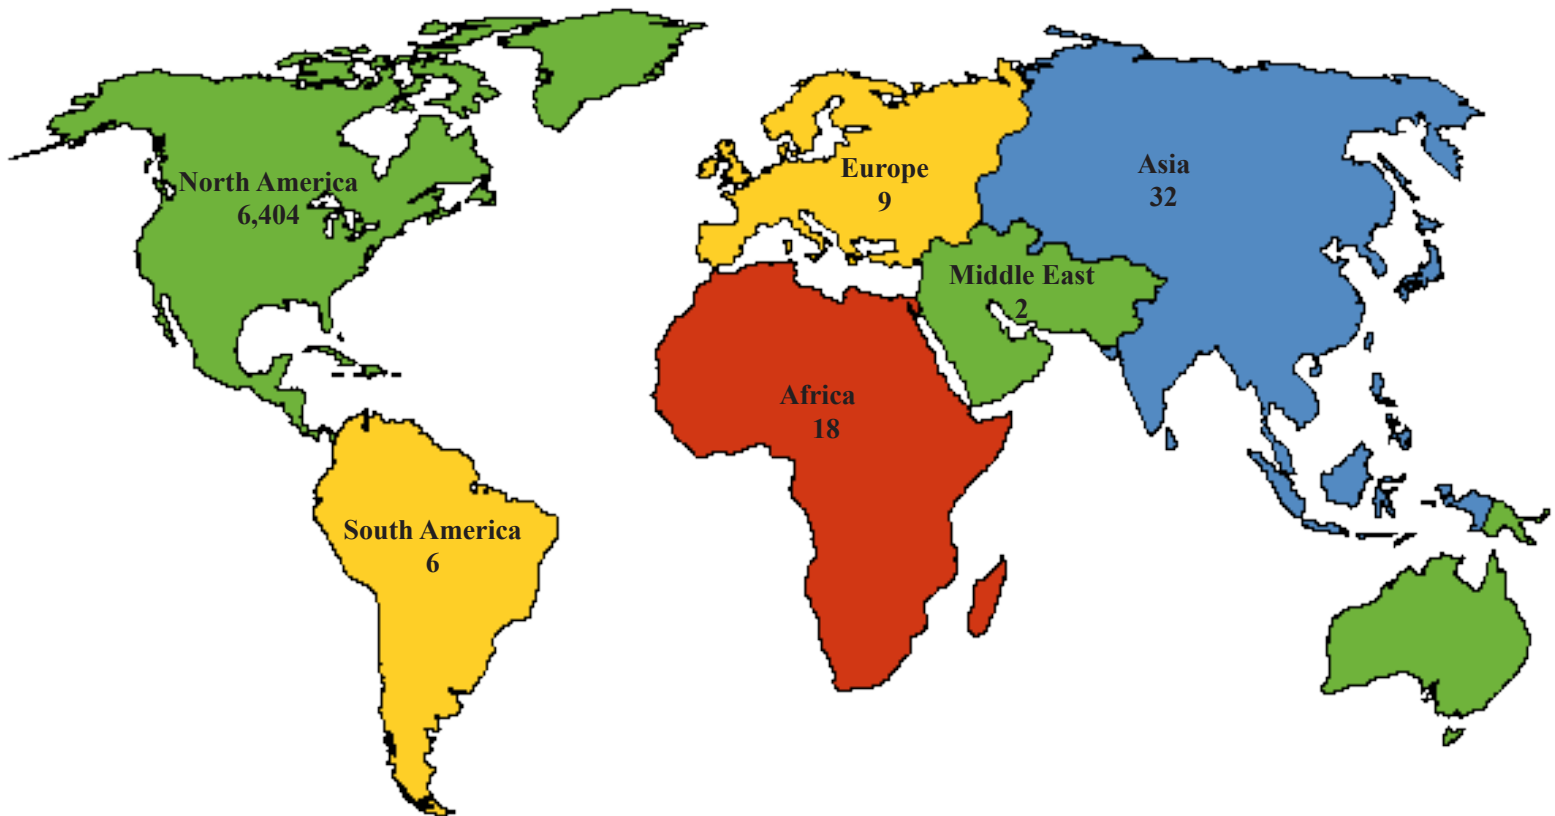 North America
6,404
Europe
9
Asia
32
Middle East
2
Africa
18
South America
6